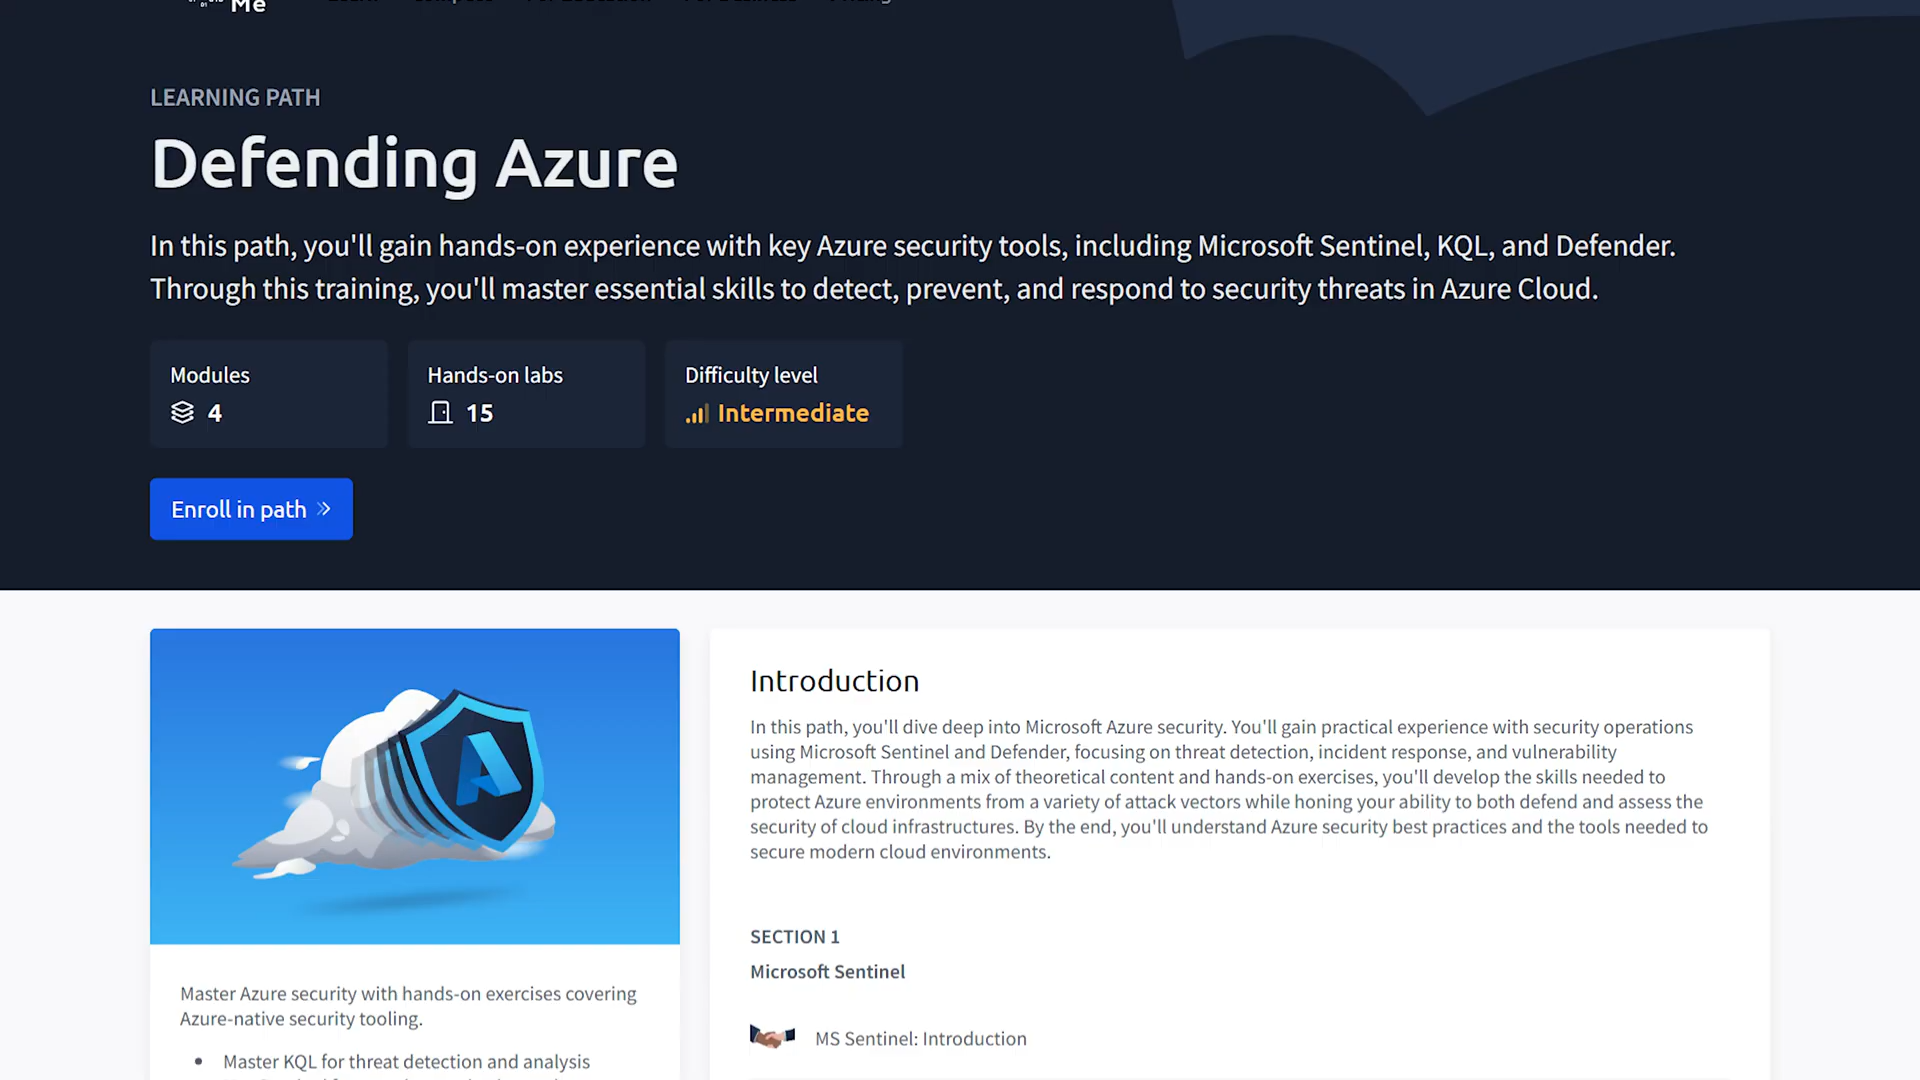 Me
LEARNING PATH
Defending Azure
In this path, you'll gain hands-on experience with key Azure security tools, including Microsoft Sentinel, KQL, and Defender.
Through this training, you'll master essential skills to detect, prevent, and respond to security threats in Azure Cloud.
Modules
4
Hands-on labs
15
Difficulty level
Intermediate
Enroll in path
Master Azure security with hands-on exercises covering
Azure-native security tooling.
• Master KQL for threat detection and analysis
Introduction
In this path, you'll dive deep into Microsoft Azure security. You'll gain practical experience with security operations
using Microsoft Sentinel and Defender, focusing on threat detection, incident response, and vulnerability
management. Through a mix of theoretical content and hands-on exercises, you'll develop the skills needed to
protect Azure environments from a variety of attack vectors while honing your ability to both defend and assess the
security of cloud infrastructures. By the end, you'll understand Azure security best practices and the tools needed to
secure modern cloud environments.
SECTION 1
Microsoft Sentinel
MS Sentinel: Introduction